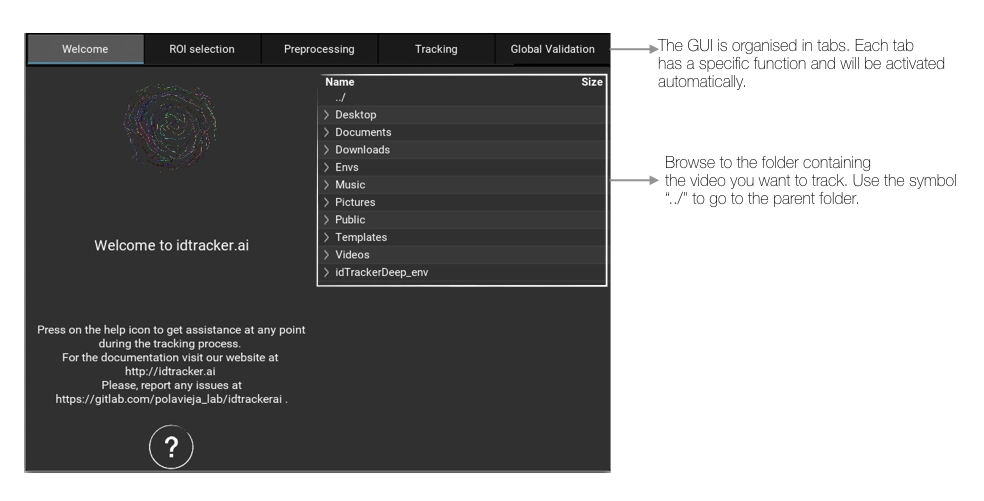 Welcome
ROI selection
Preprocessing
Tracking
Global Validation
The GUI is organised in tabs. Each tab
has a specific function and will be activated
automatically.
Name
Size
../
> Desktop
> Documents
> Downloads
> Envs
> Music
> Pictures
> Public
> Templates
> Videos
> idTrackerDeep_env
Browse to the folder containing
the video you want to track. Use the symbol
“../” to go to the parent folder.
Welcome to idtracker.ai
Press on the help icon to get assistance at any point
during the tracking process.
For the documentation visit our website at
http://idtracker.ai
Please, report any issues at
https://gitlab.com/polavieja_lab/idtrackerai .
?